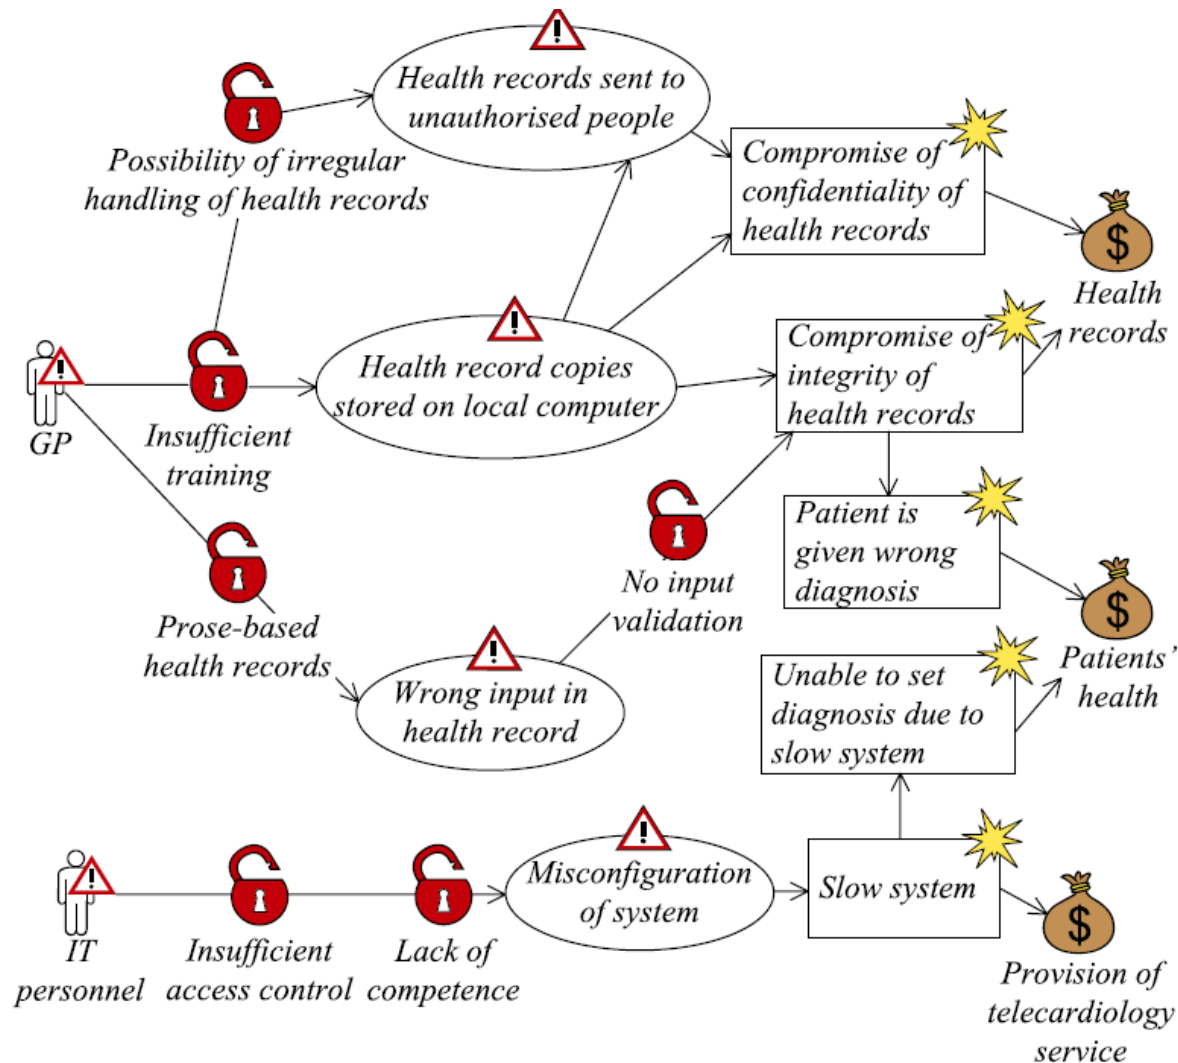 Health records sent to
unauthorised people
Possibility of irregular
handling of health records
Compromise of
confidentiality of
health records
$
Health
records
Health record copies
stored on local computer
Compromise of
integrity of
health records
GP
Insufficient
training
Patient is
given wrong
diagnosis
No input
validation
$
Patients’
health
Prose-based
health records
Wrong input in
health record
Unable to set
diagnosis due to
slow system
Misconfiguration
of system
Slow system
$
IT
personnel
Insufficient
access control
Lack of
competence
Provision of
telecardiology
service